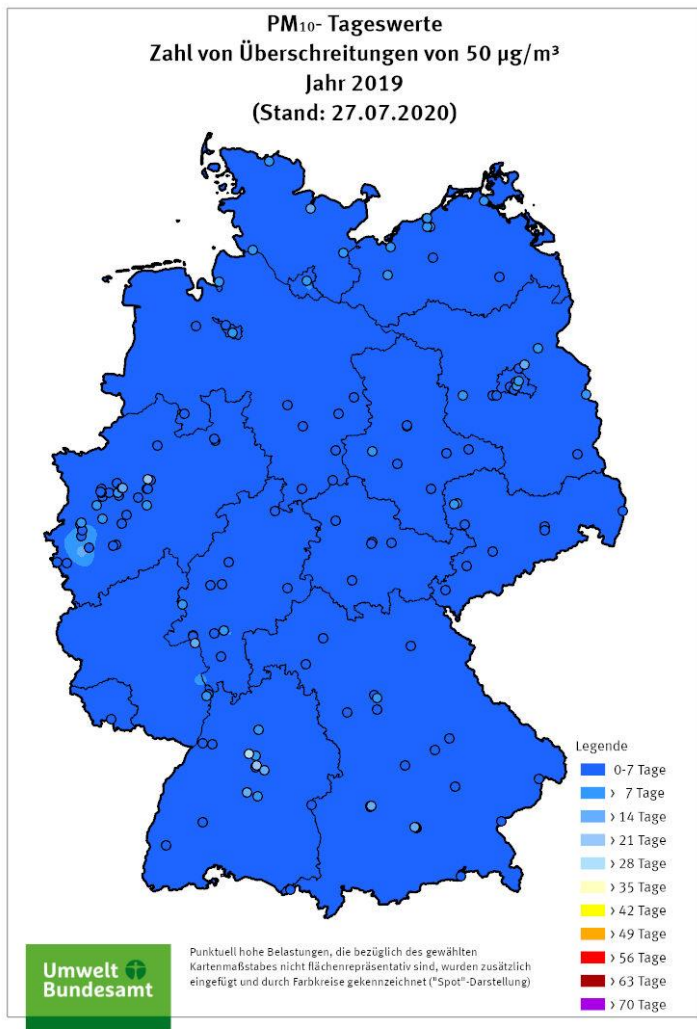 PM₁₀- Tageswerte
Zahl von Überschreitungen von 50 µg/m³
Jahr 2019
(Stand: 27.07.2020)
Legende
0-7 Tage
> 7 Tage
> 14 Tage
> 21 Tage
> 28 Tage
> 35 Tage
> 42 Tage
> 49 Tage
> 56 Tage
> 63 Tage
> 70 Tage
Umwelt
Bundesamt
Punktuell hohe Belastungen, die bezüglich des gewählten
Kartenmaßstabes nicht flächenrepräsentativ sind, wurden zusätzlich
eingefügt und durch Farbkreise gekennzeichnet ("Spot"-Darstellung)